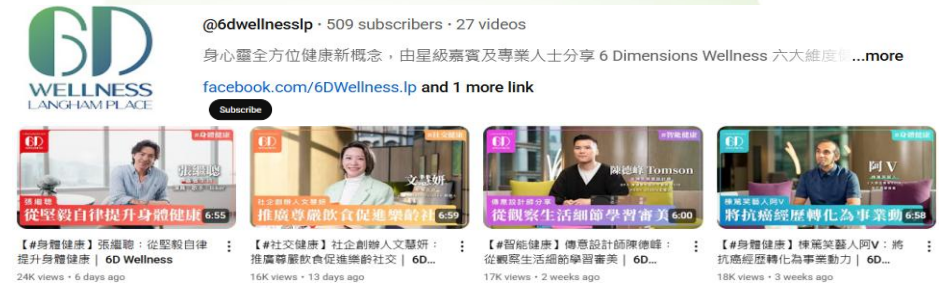 6D
WELLNESS
LANGHAM PLACE
@6dwellnesslp · 509 subscribers · 27 videos
身心靈全方位健康新概念，由星級嘉賓及專業人士分享 6 Dimensions Wellness 六大維度 ...more
facebook.com/6DWellness.lp and 1 more link
Subscribe
6D
#身體健康
張繼聰
張繼聰
從堅毅自律提升身體健康
6:55
6D
#社交健康
文慧妍
社企創辦人文慧妍
推廣尊嚴飲食促進樂齡社
6:59
6D
#智能健康
陳德峰 Tomson
傳意設計師分享
從觀察生活細節學習審美
6:00
6D
#身體健康
阿 V
棟篤笑藝人阿V
將抗癌經歷轉化為事業動
6:58
【#身體健康】張繼聰：從堅毅自律
提升身體健康｜ 6D Wellness
24K views · 6 days ago
【#社交健康】社企創辦人文慧妍：
推廣尊嚴飲食促進樂齡社交｜ 6D...
16K views · 13 days ago
【#智能健康】傳意設計師陳德峰：
從觀察生活細節學習審美｜ 6D...
17K views · 2 weeks ago
【#身體健康】棟篤笑藝人阿V：將
抗癌經歷轉化為事業動力｜ 6D...
18K views · 3 weeks ago